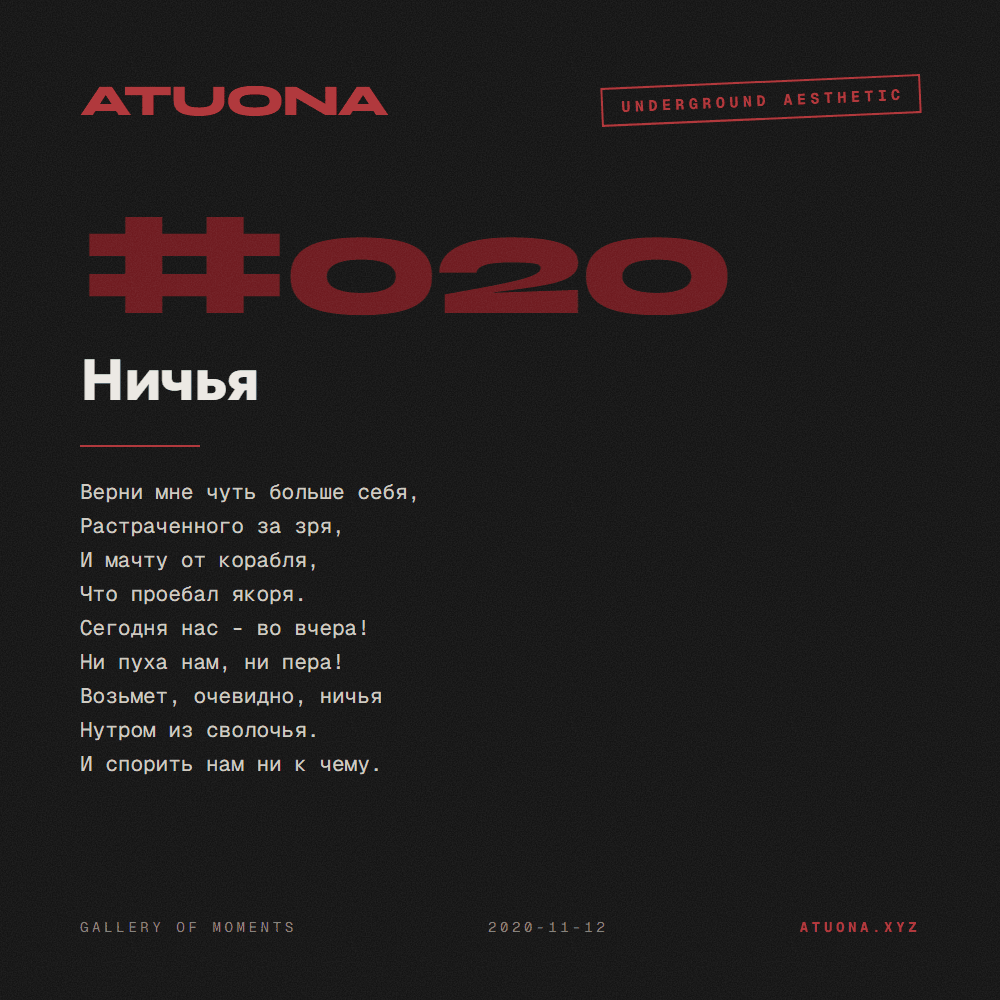 ATUONA
UNDERGROUND AESTHETIC
#020
Ничья
Верни мне чуть больше себя,
Растраченного за зря,
И мачту от корабля,
Что проебал якоря.
Сегодня нас - во вчера!
Ни пуха нам, ни пера!
Возьмет, очевидно, ничья
Нутром из сволочья.
И спорить нам ни к чему.
GALLERY OF MOMENTS
2020-11-12
ATUONA.XYZ